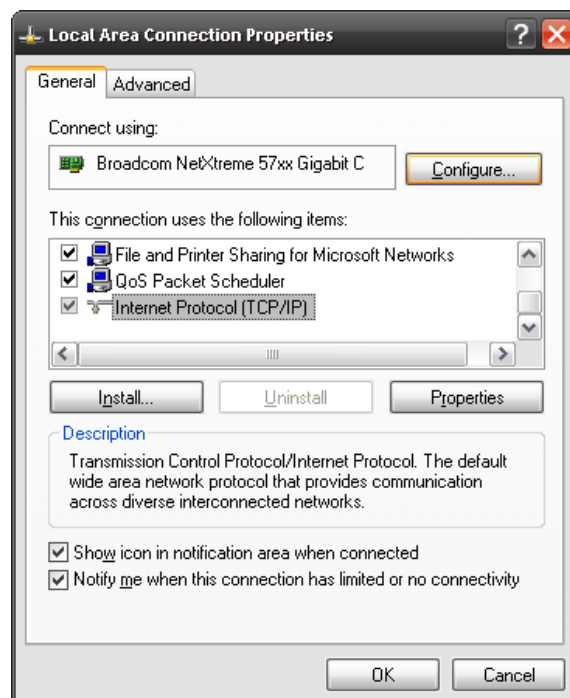 Local Area Connection Properties
General
Advanced
Connect using:
Broadcom NetXtreme 57xx Gigabit C
Configure...
This connection uses the following items:
File and Printer Sharing for Microsoft Networks
QoS Packet Scheduler
Internet Protocol (TCP/IP)
Install...
Uninstall
Properties
Description
Transmission Control Protocol/Internet Protocol. The default
wide area network protocol that provides communication
across diverse interconnected networks.
Show icon in notification area when connected
Notify me when this connection has limited or no connectivity
OK
Cancel